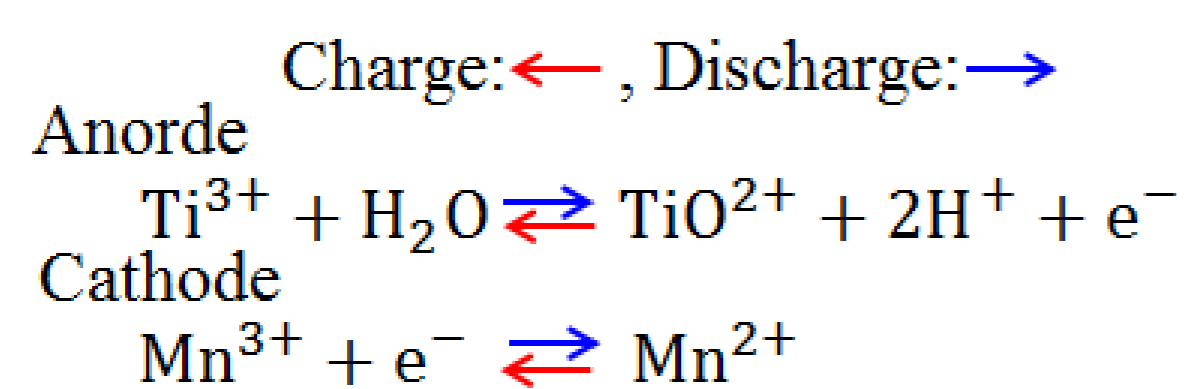 Charge:← , Discharge:→
Anorde
Ti³⁺ + H₂O ⇄ TiO²⁺ + 2H⁺ + e⁻
Cathode
Mn³⁺ + e⁻ ⇄ Mn²⁺